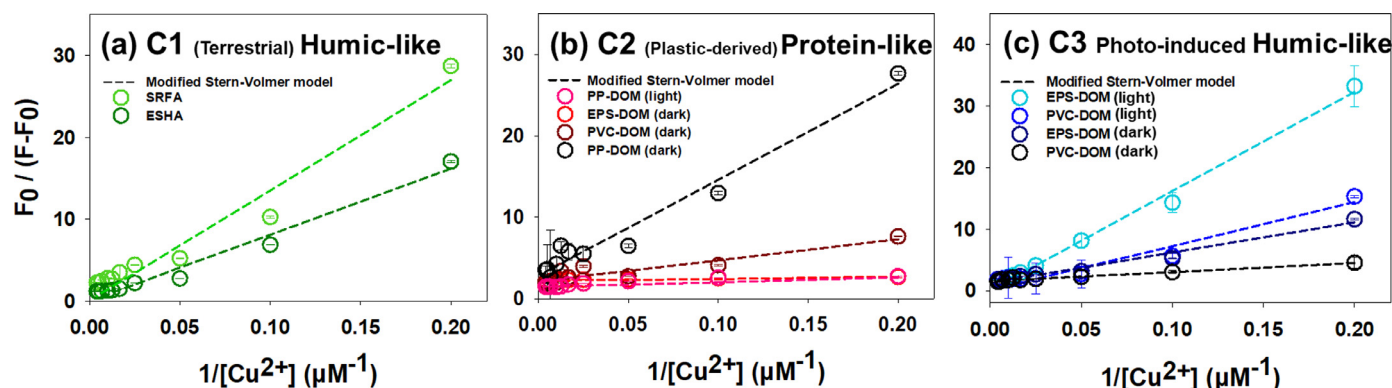 (a) C1 (Terrestrial) Humic-like
Modified Stern-Volmer model
SRFA
ESHA
F0 / (F-F0)
30
20
10
0
0.00 0.05 0.10 0.15 0.20
1/[Cu2+] (µM-1)
(b) C2 (Plastic-derived) Protein-like
Modified Stern-Volmer model
PP-DOM (light)
EPS-DOM (dark)
PVC-DOM (dark)
PP-DOM (dark)
30
20
10
0
0.00 0.05 0.10 0.15 0.20
1/[Cu2+] (µM-1)
(c) C3 Photo-induced Humic-like
Modified Stern-Volmer model
EPS-DOM (light)
PVC-DOM (light)
EPS-DOM (dark)
PVC-DOM (dark)
40
30
20
10
0
0.00 0.05 0.10 0.15 0.20
1/[Cu2+] (µM-1)